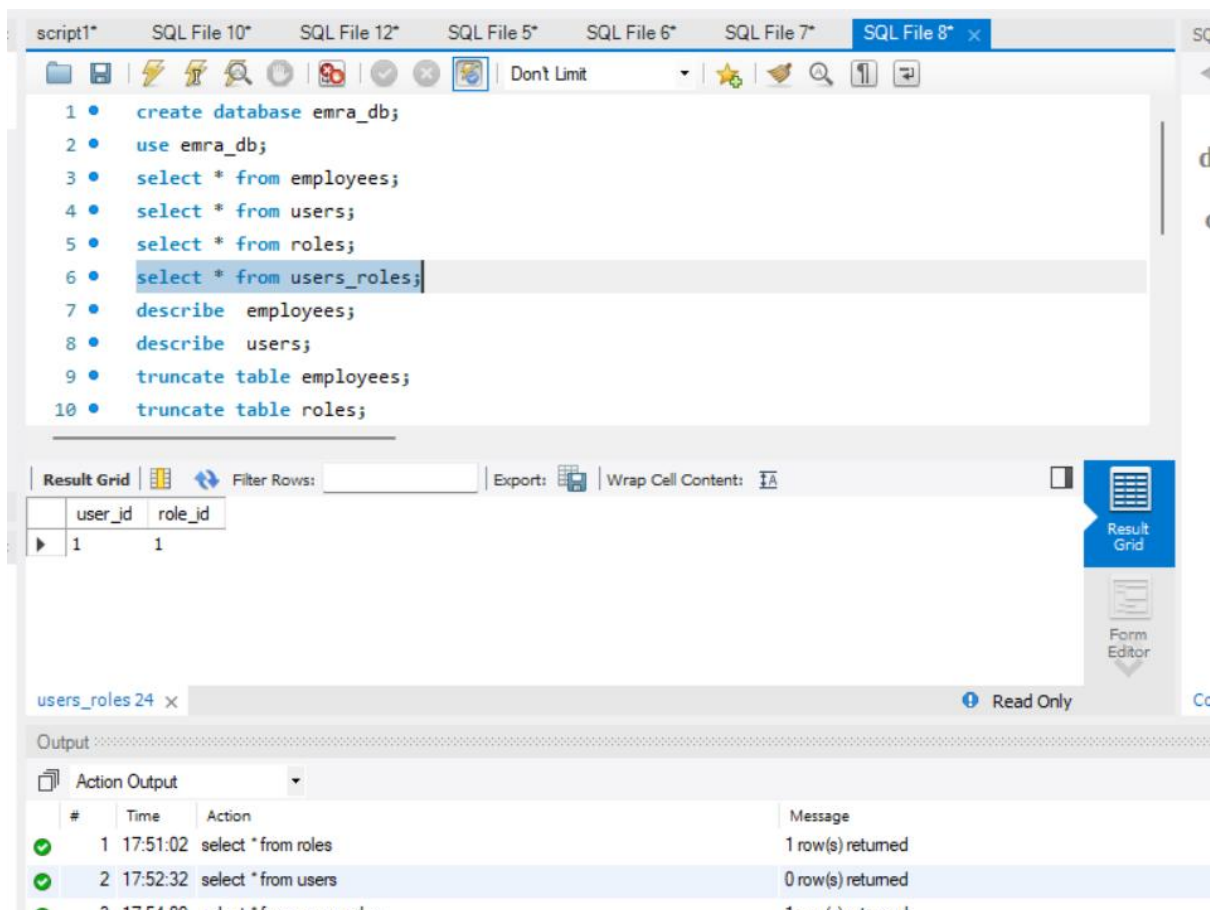 script1* SQL File 10* SQL File 12* SQL File 5* SQL File 6* SQL File 7* SQL File 8* ×
Don't Limit
1 create database emra_db;
2 use emra_db;
3 select * from employees;
4 select * from users;
5 select * from roles;
6 select * from users_roles;
7 describe employees;
8 describe users;
9 truncate table employees;
10 truncate table roles;
Result Grid Filter Rows: Export: Wrap Cell Content: IA
user_id role_id
1 1
Result
Grid
Form
Editor
users_roles 24 × Read Only
Output
Action Output
# Time Action Message
1 17:51:02 select * from roles 1 row(s) returned
2 17:52:32 select * from users 0 row(s) returned